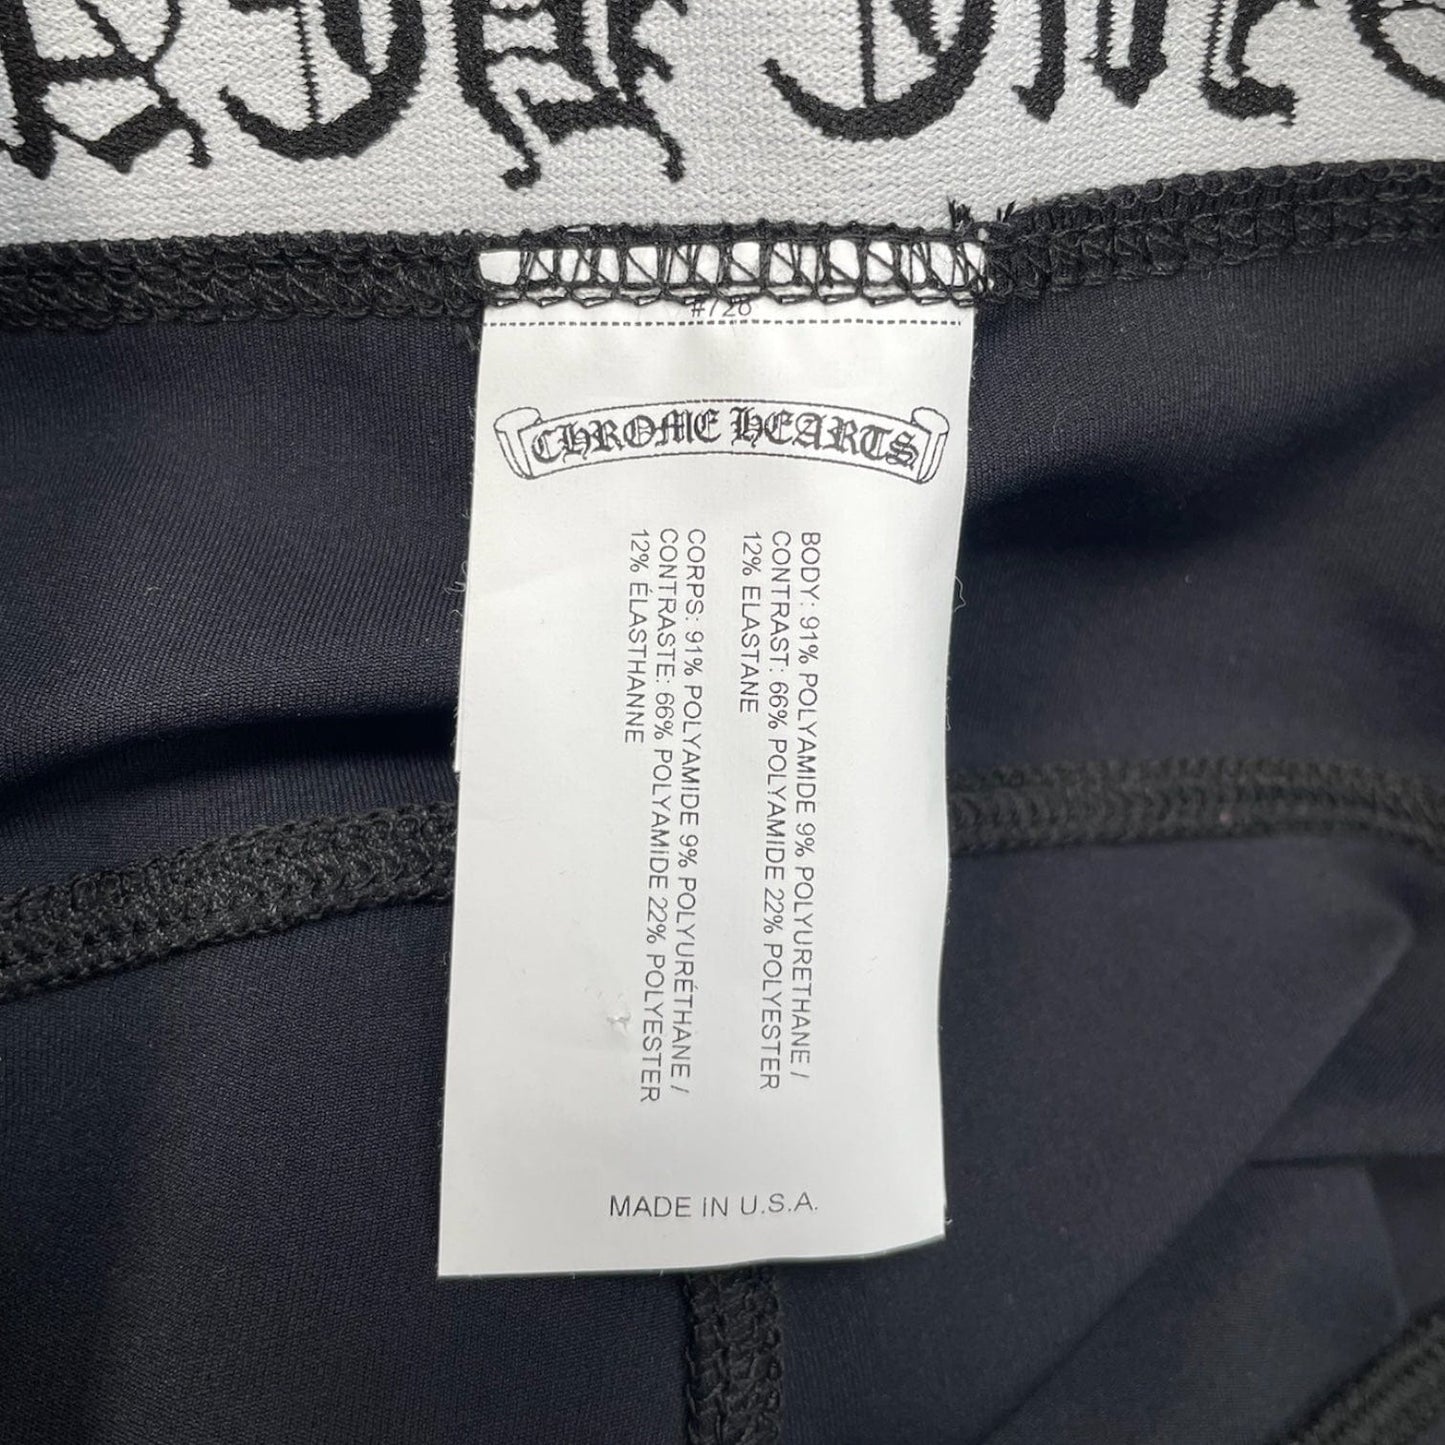 #728
CHROME HEARTS
BODY: 91% POLYAMIDE 9% POLYURETHANE /
CONTRAST: 66% POLYAMIDE 22% POLYESTER
12% ELASTANE
CORPS: 91% POLYAMIDE 9% POLYURÉTHANE /
CONTRASTE: 66% POLYAMIDE 22% POLYESTER
12% ÉLASTHANNE
MADE IN U.S.A.